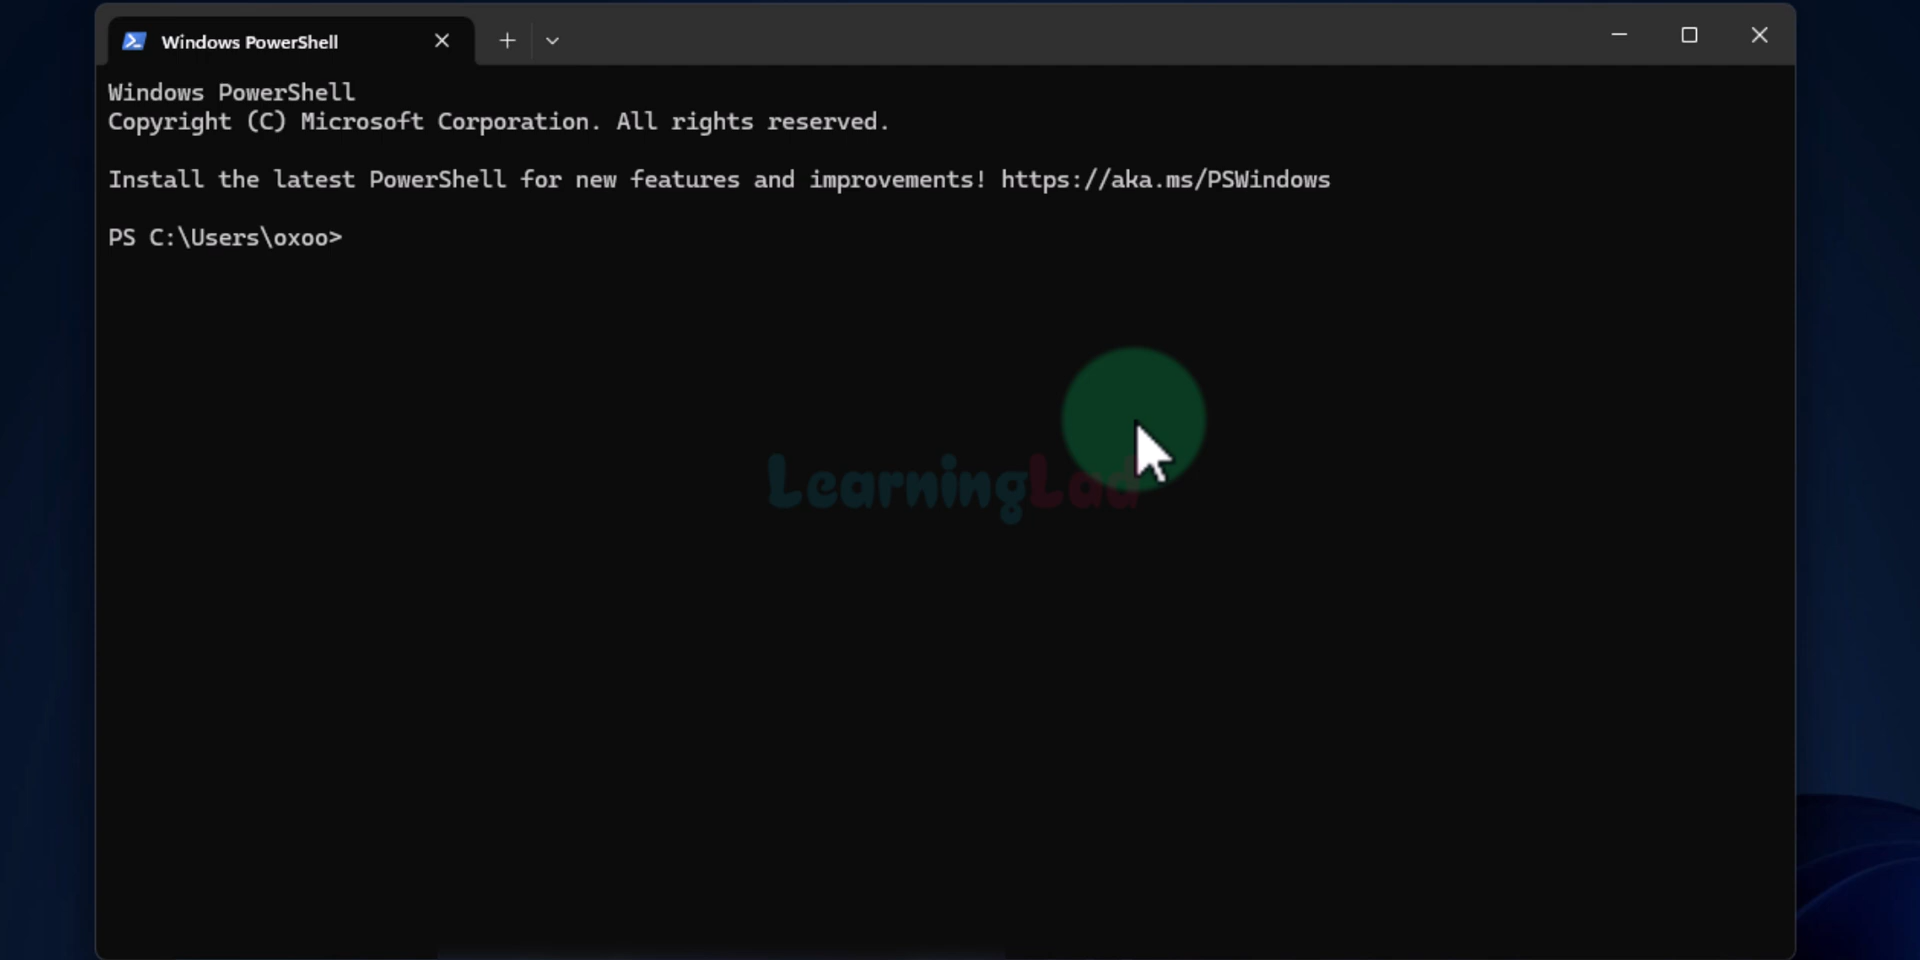 Windows PowerShell
Windows PowerShell
Copyright (C) Microsoft Corporation. All rights reserved.
Install the latest PowerShell for new features and improvements! https://aka.ms/PSWindows
PS C:\Users\oxoo>
LearningLad